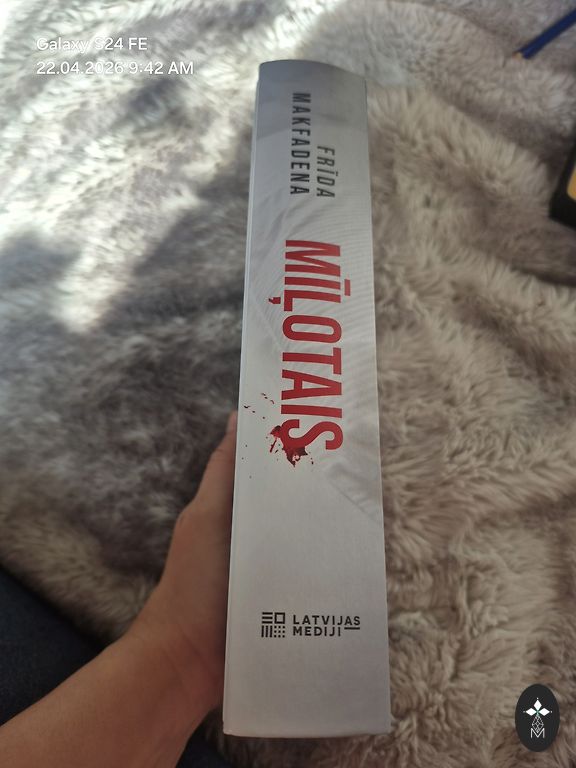 Galaxy S24 FE
22.04.2026 9:42 AM
FRĪDA
MAKFADENA
MĪĻOTAIS
LATVIJAS
MEDIJI
M